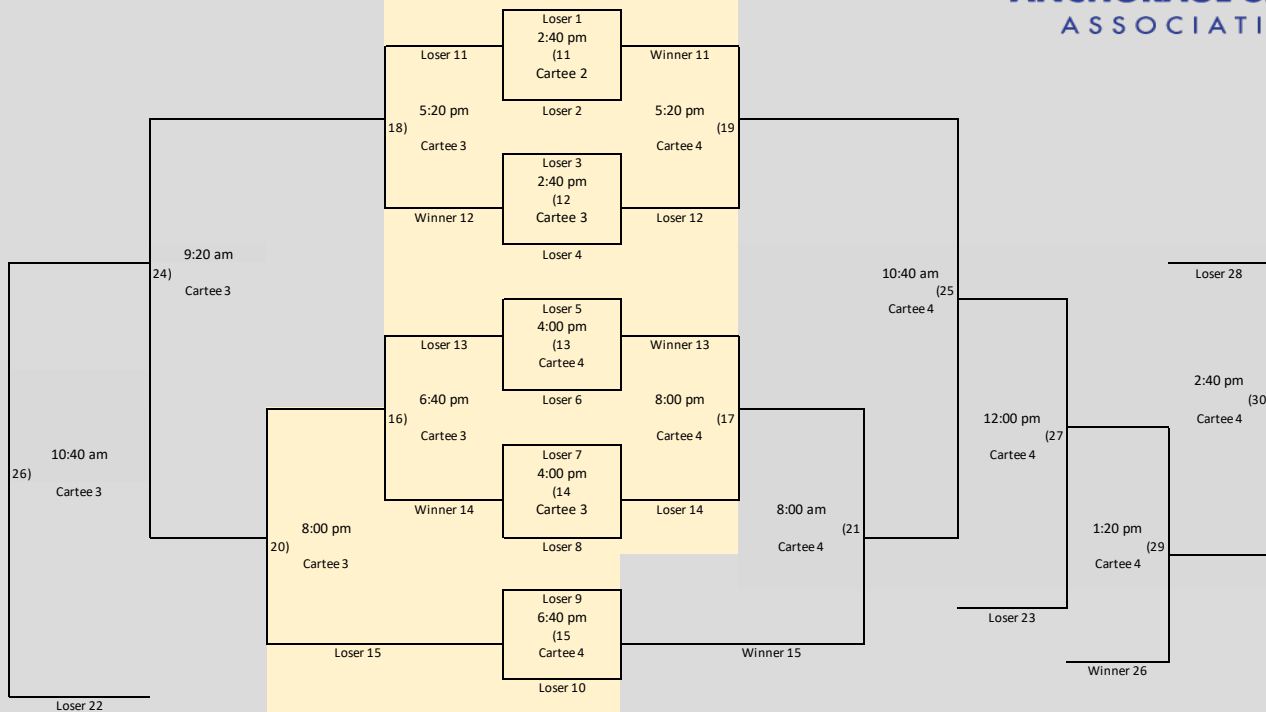 ASSOCIATI
Loser 1
2:40 pm
(11
Cartee 2
Loser 11
Winner 11
Loser 2
5:20 pm
18)
Cartee 3
5:20 pm
(19
Cartee 4
Loser 3
2:40 pm
(12
Cartee 3
Winner 12
Loser 12
Loser 4
9:20 am
24)
Cartee 3
10:40 am
(25
Cartee 4
Loser 28
Loser 5
4:00 pm
(13
Cartee 4
Loser 13
Winner 13
Loser 6
6:40 pm
16)
Cartee 3
8:00 pm
(17
Cartee 4
2:40 pm
(30
Cartee 4
12:00 pm
(27
Cartee 4
10:40 am
26)
Cartee 3
Loser 7
4:00 pm
(14
Cartee 3
Winner 14
Loser 14
Loser 8
8:00 pm
20)
Cartee 3
8:00 am
(21
Cartee 4
1:20 pm
(29
Cartee 4
Loser 9
6:40 pm
(15
Cartee 4
Loser 23
Loser 15
Winner 15
Winner 26
Loser 10
Loser 22